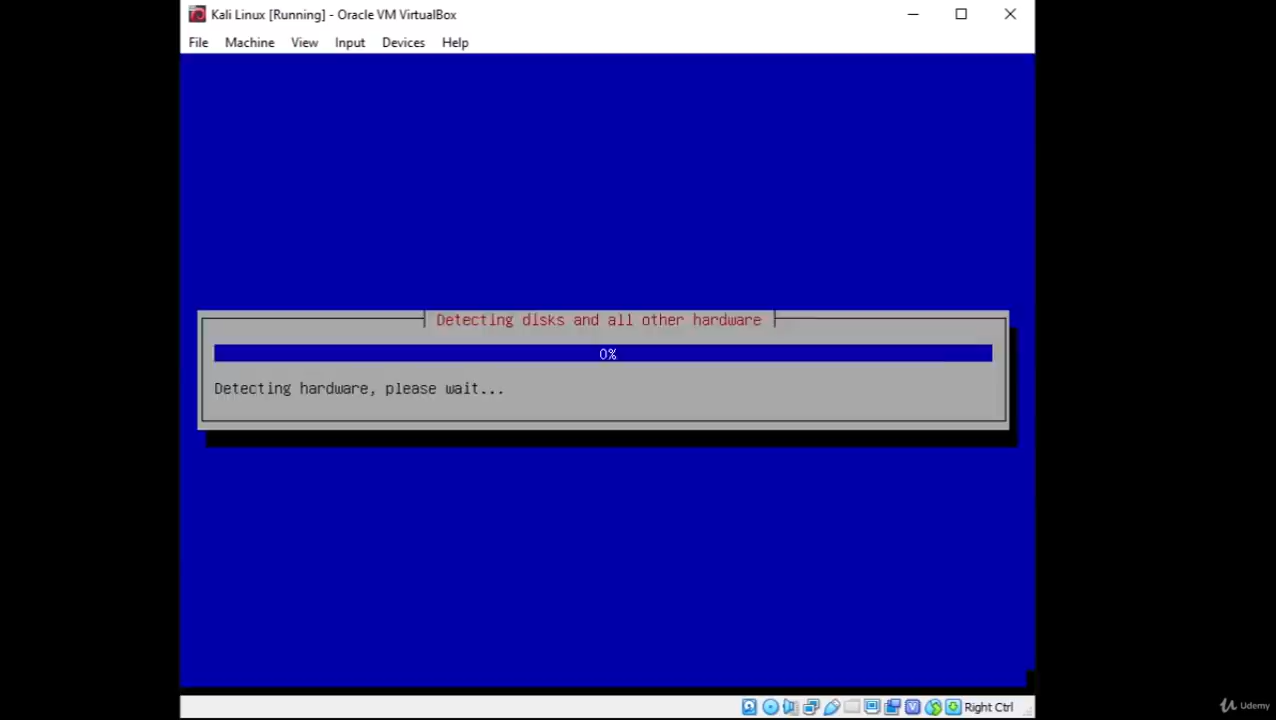 Kali Linux [Running] - Oracle VM VirtualBox
File Machine View Input Devices Help
Detecting disks and all other hardware
0%
Detecting hardware, please wait...
Right Ctrl
Udemy